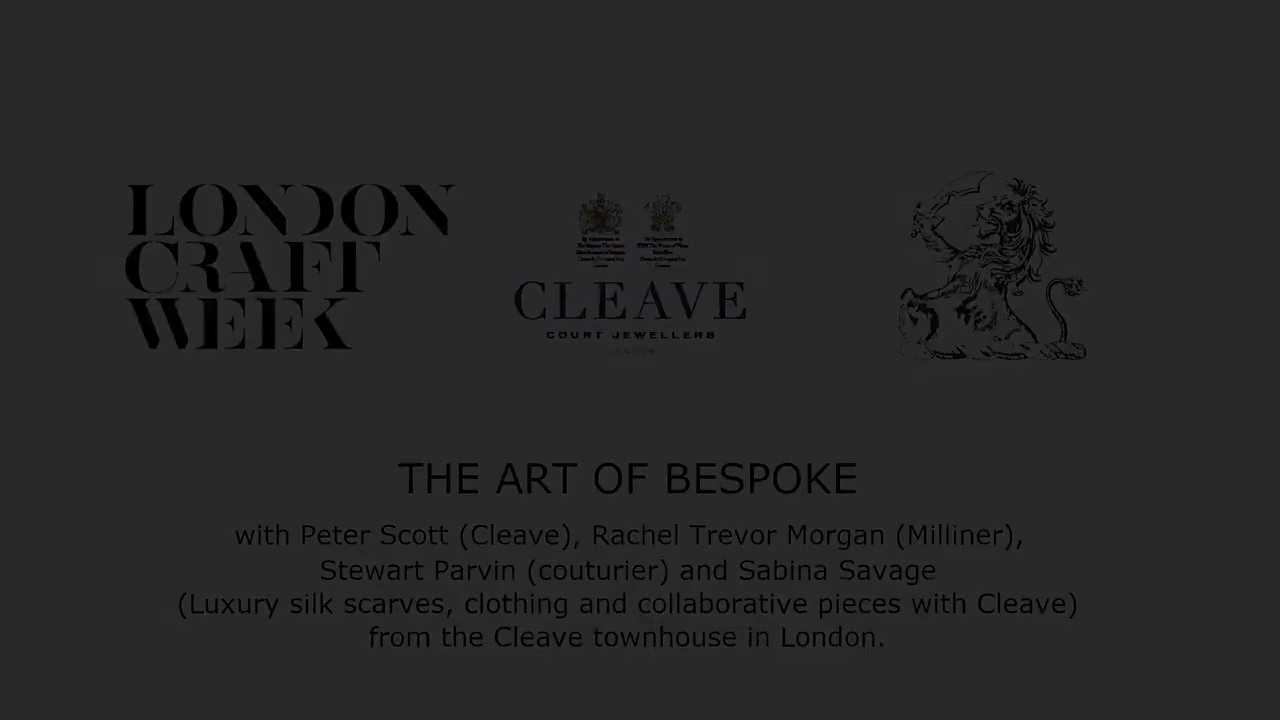 LONDON
CRAFT
WEEK
CLEAVE
COURT JEWELLERS
LONDON
THE ART OF BESPOKE
with Peter Scott (Cleave), Rachel Trevor Morgan (Milliner),
Stewart Parvin (couturier) and Sabina Savage
(Luxury silk scarves, clothing and collaborative pieces with Cleave)
from the Cleave townhouse in London.